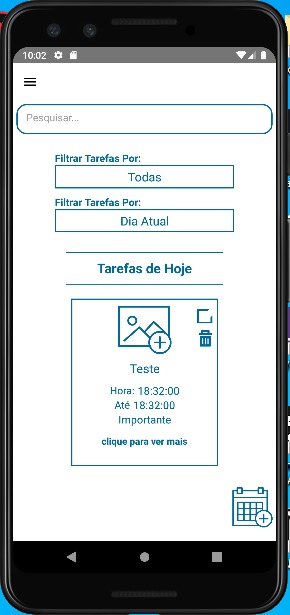 10:02
Pesquisar...
Filtrar Tarefas Por:
Todas
Filtrar Tarefas Por:
Dia Atual
Tarefas de Hoje
Teste
Hora: 18:32:00
Até 18:32:00
Importante
clique para ver mais